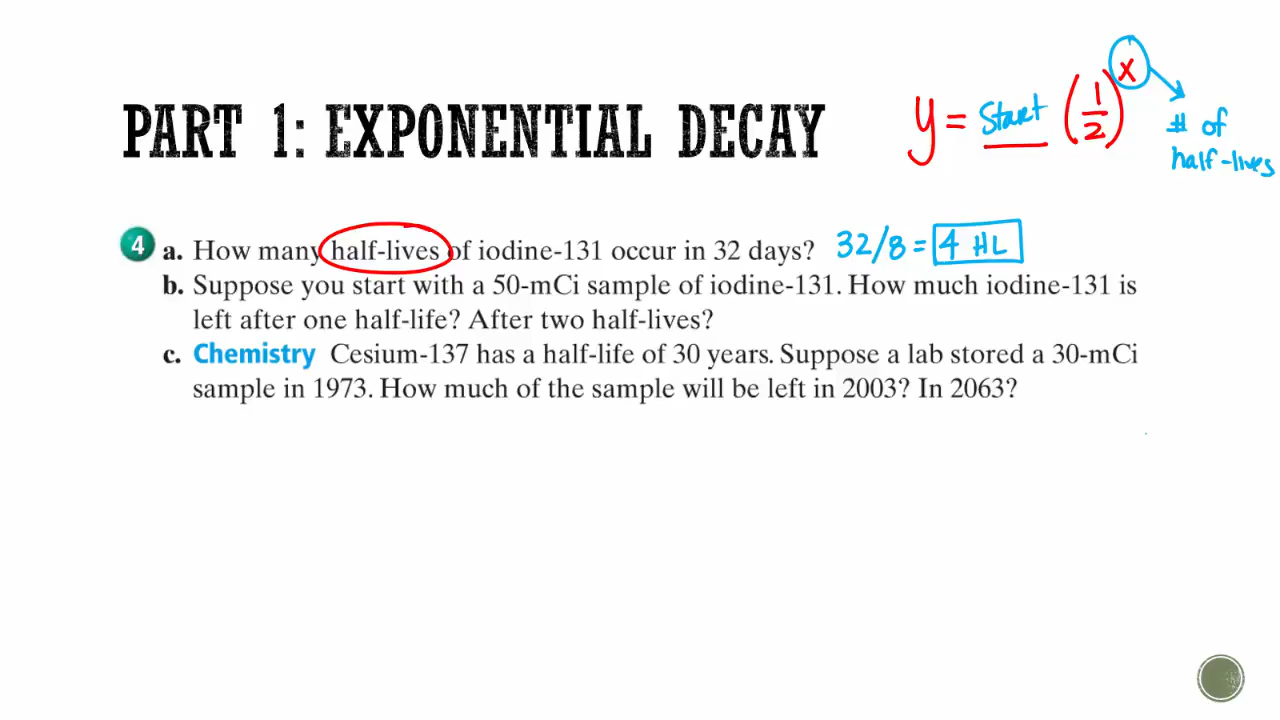 PART 1: EXPONENTIAL DECAY
y = Start (1/2)^x
# of
half-lives
4 a. How many half-lives of iodine-131 occur in 32 days? 32/8 = 4 HL
b. Suppose you start with a 50-mCi sample of iodine-131. How much iodine-131 is
left after one half-life? After two half-lives?
c. Chemistry Cesium-137 has a half-life of 30 years. Suppose a lab stored a 30-mCi
sample in 1973. How much of the sample will be left in 2003? In 2063?